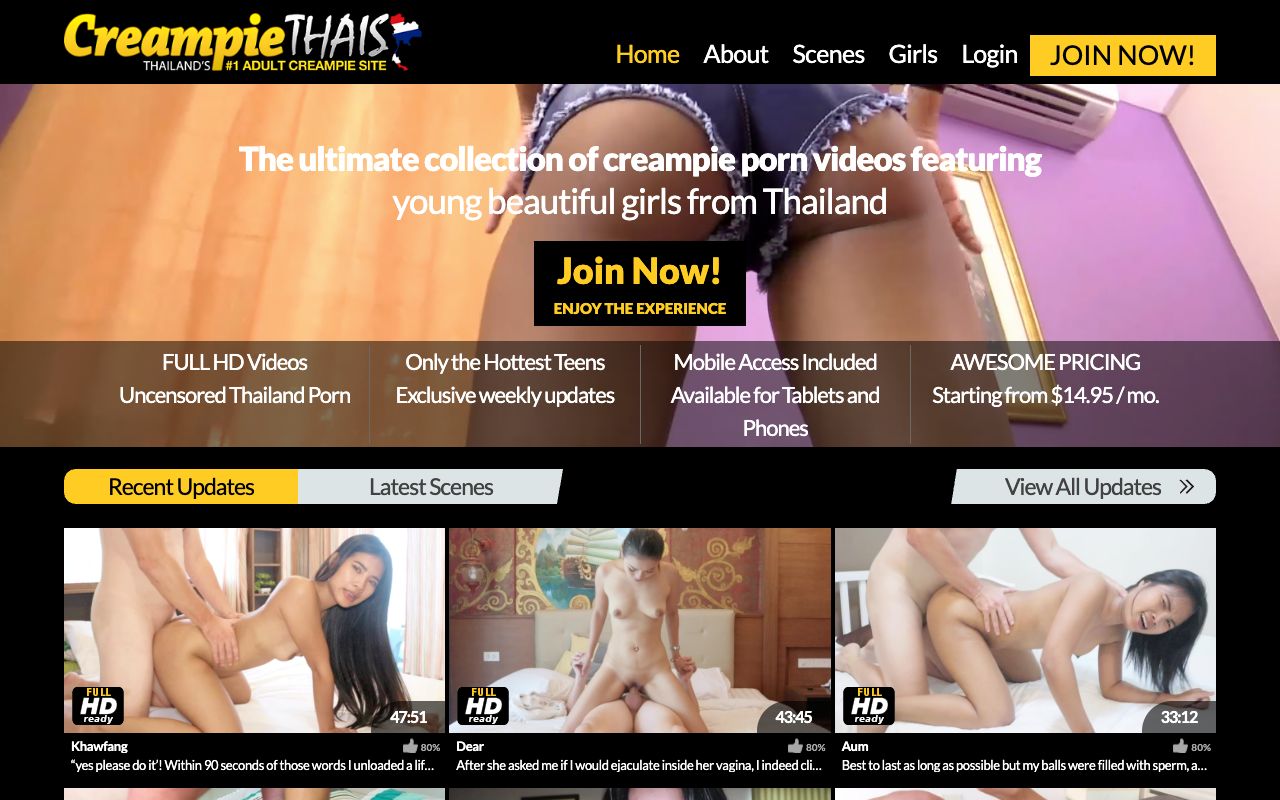 Creampie THAIS
THAILAND'S #1 ADULT CREAMPIE SITE
Home About Scenes Girls Login JOIN NOW!
The ultimate collection of creampie porn videos featuring
young beautiful girls from Thailand
Join Now!
ENJOY THE EXPERIENCE
FULL HD Videos
Uncensored Thailand Porn
Only the Hottest Teens
Exclusive weekly updates
Mobile Access Included
Available for Tablets and
Phones
AWESOME PRICING
Starting from $14.95 / mo.
Recent Updates Latest Scenes View All Updates
FULL
HD
ready
47:51
FULL
HD
ready
43:45
FULL
HD
ready
33:12
Khawfang 80%
“yes please do it’! Within 90 seconds of those words I unloaded a lif...
Dear 80%
After she asked me if I would ejaculate inside her vagina, I indeed cli...
Aum 80%
Best to last as long as possible but my balls were filled with sperm, a...